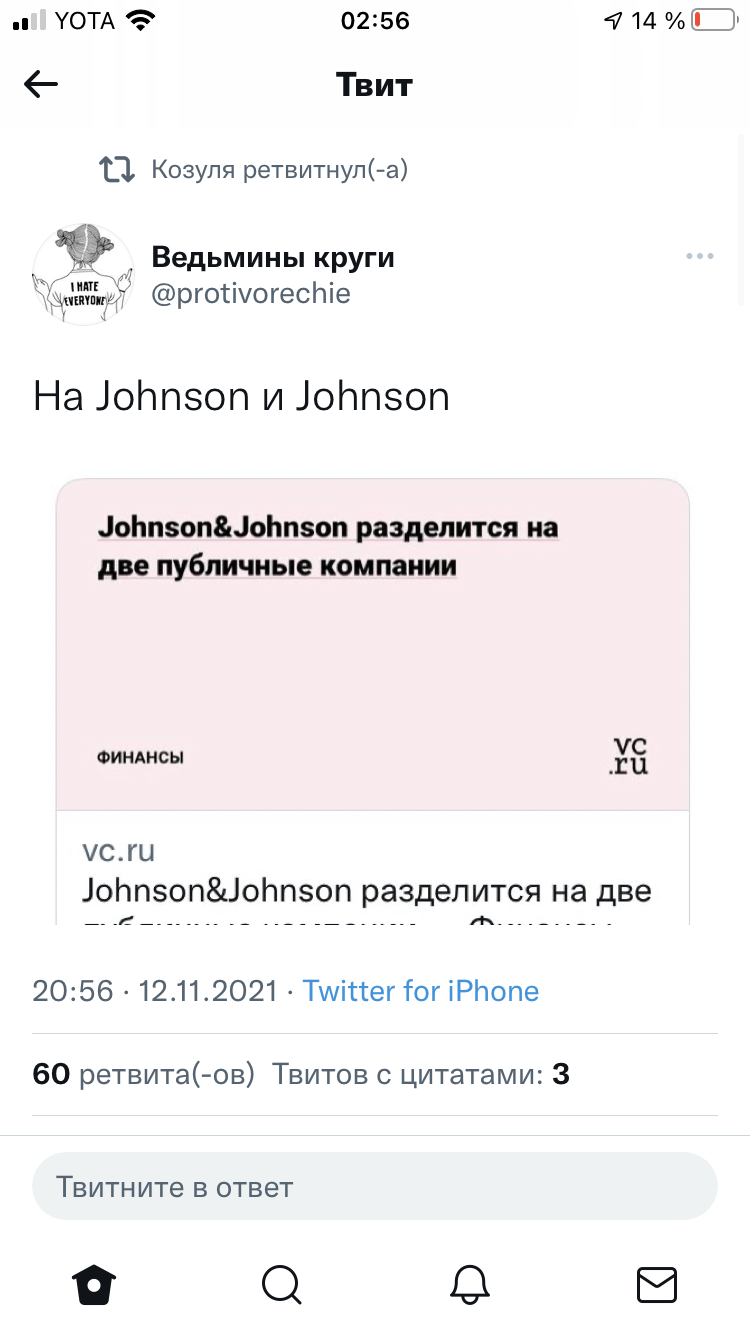 YOTA 02:56 14 %
Твит
Козуля ретвитнул(-а)
Ведьмины круги
@protivorechie
I HATE
EVERYONE
На Johnson и Johnson
Johnson&Johnson разделится на
две публичные компании
ФИНАНСЫ
vc
.ru
vc.ru
Johnson&Johnson разделится на две
20:56 · 12.11.2021 · Twitter for iPhone
60 ретвита(-ов) Твитов с цитатами: 3
Твитните в ответ